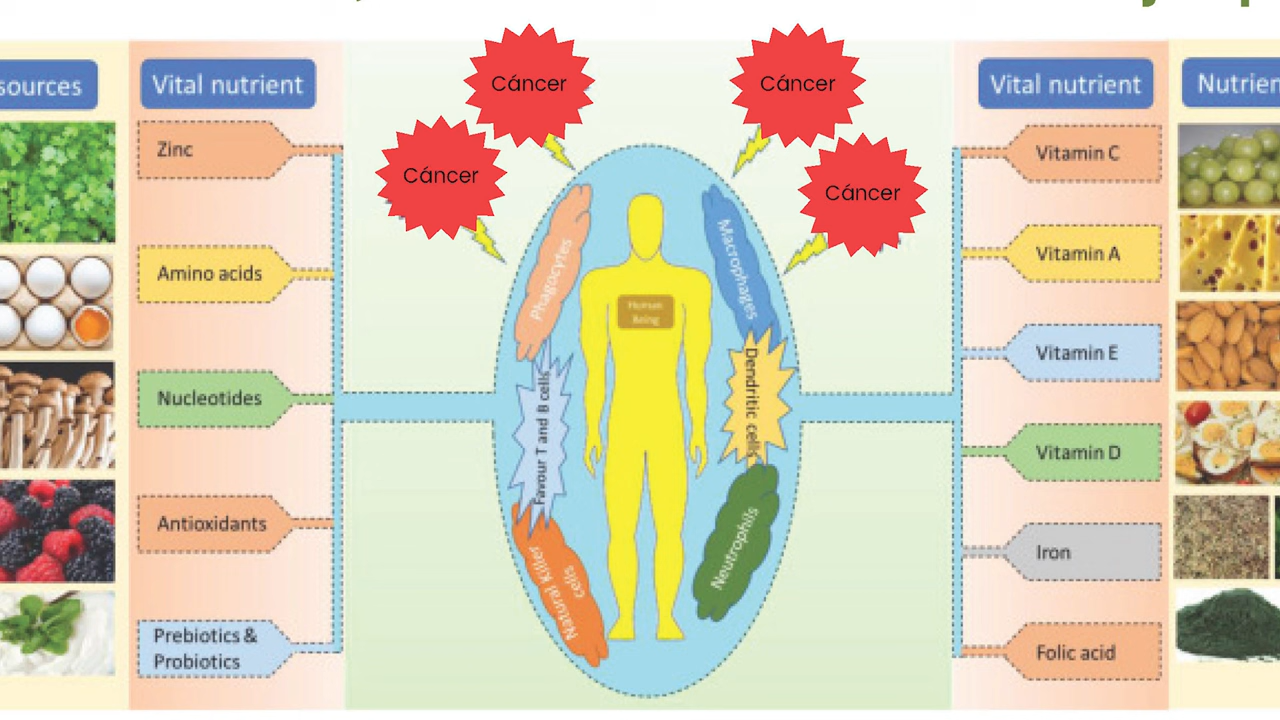 sources
Vital nutrient
Zinc
Amino acids
Nucleotides
Antioxidants
Prebiotics &
Probiotics
Cáncer
Cáncer
Cáncer
Cáncer
Phagocytes
Favour T and B cells
Natural Killer
cells
Human
Being
Macrophages
Dendritic cells
Neutrophils
Vital nutrient
Vitamin C
Vitamin A
Vitamin E
Vitamin D
Iron
Folic acid
Nutrien